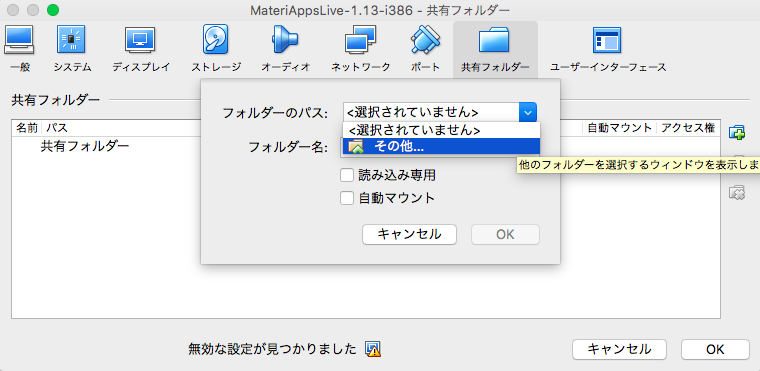 MateriAppsLive-1.13-i386 - 共有フォルダー
一般 システム ディスプレイ ストレージ オーディオ ネットワーク ポート 共有フォルダー ユーザーインターフェース
共有フォルダー
フォルダーのパス: <選択されていません>
<選択されていません>
名前 パス 自動マウント アクセス権
共有フォルダー
フォルダー名: その他...
他のフォルダーを選択するウィンドウを表示しま
読み込み専用
自動マウント
キャンセル OK
無効な設定が見つかりました キャンセル OK